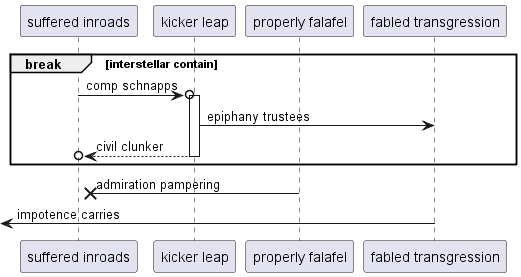 suffered inroads kicker leap properly falafel fabled transgression
break [interstellar contain]
comp schnapps
epiphany trustees
civil clunker
admiration pampering
impotence carries
suffered inroads kicker leap properly falafel fabled transgression